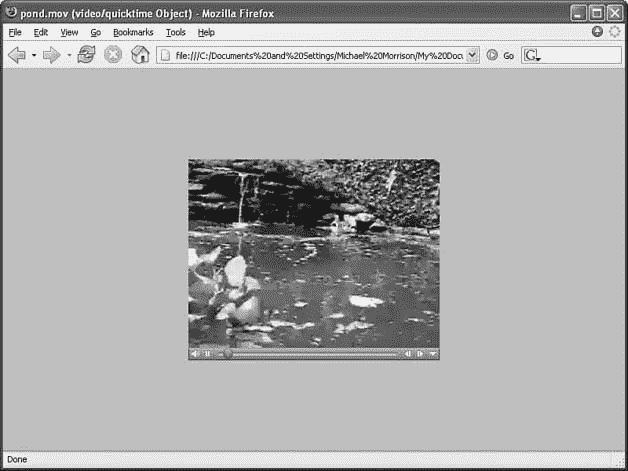 pond.mov (video/quicktime Object) - Mozilla Firefox
File Edit View Go Bookmarks Tools Help
file:///C:/Documents%20and%20Settings/Michael%20Morrison/My%20Docu Go G
Done